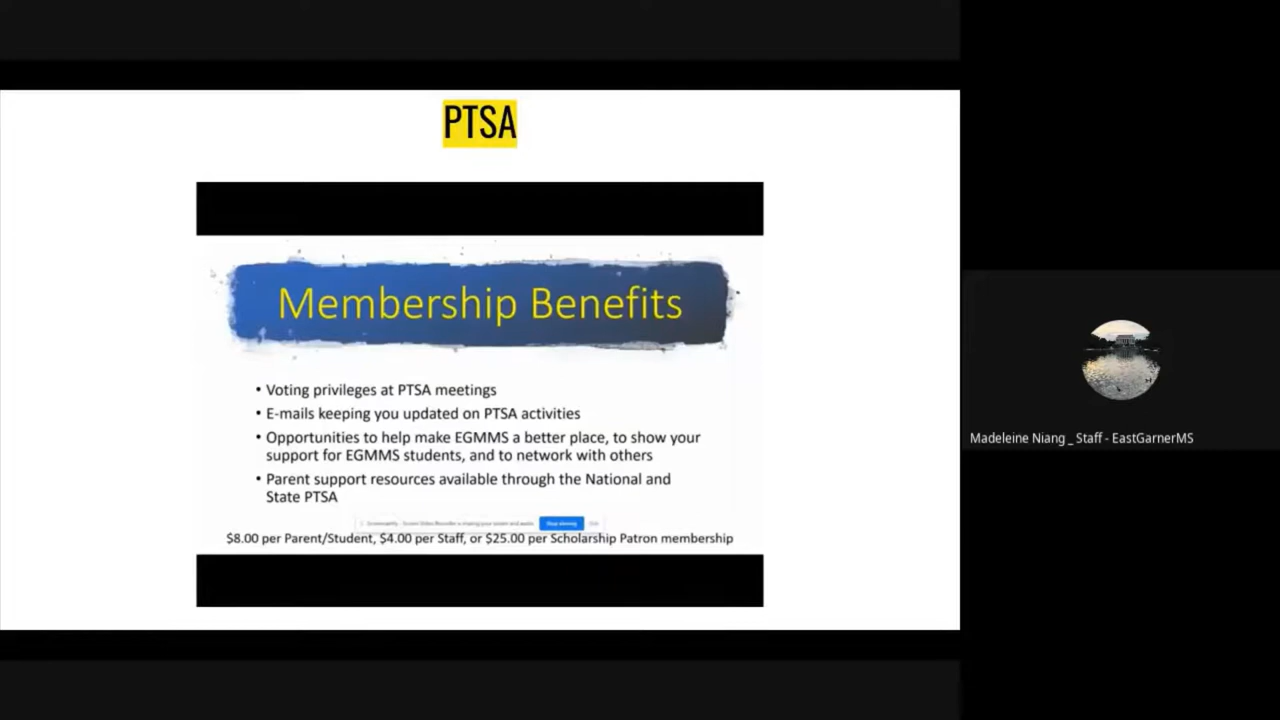 PTSA
Membership Benefits
• Voting privileges at PTSA meetings
• E-mails keeping you updated on PTSA activities
• Opportunities to help make EGMMS a better place, to show your
support for EGMMS students, and to network with others
• Parent support resources available through the National and
State PTSA
Stop sharing
$8.00 per Parent/Student, $4.00 per Staff, or $25.00 per Scholarship Patron membership
Madeleine Niang _ Staff - EastGarnerMS